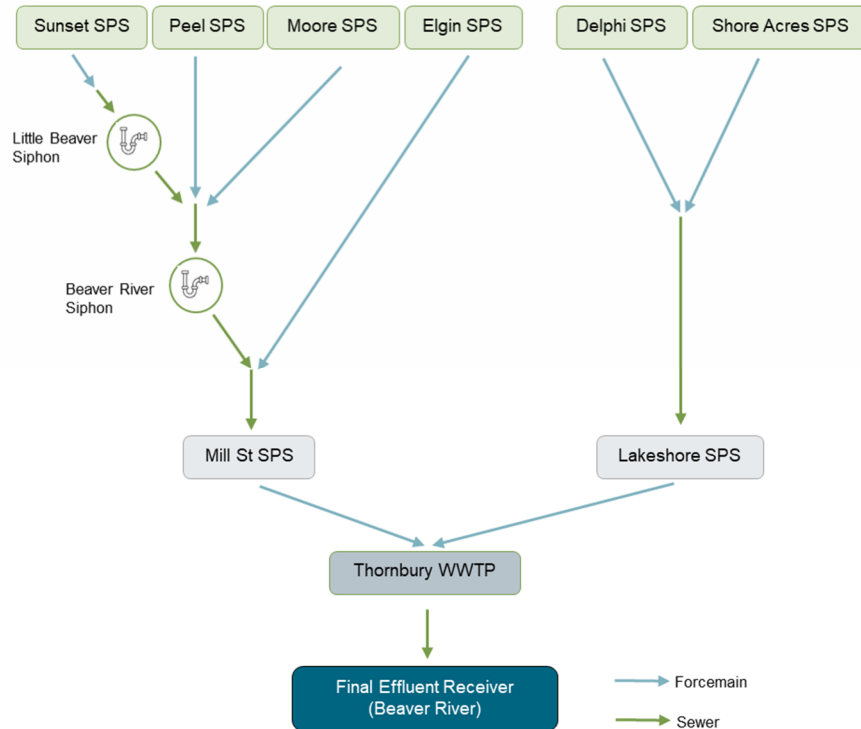 Sunset SPS
Peel SPS
Moore SPS
Elgin SPS
Delphi SPS
Shore Acres SPS
Little Beaver
Siphon
Beaver River
Siphon
Mill St SPS
Lakeshore SPS
Thornbury WWTP
Final Effluent Receiver
(Beaver River)
Forcemain
Sewer